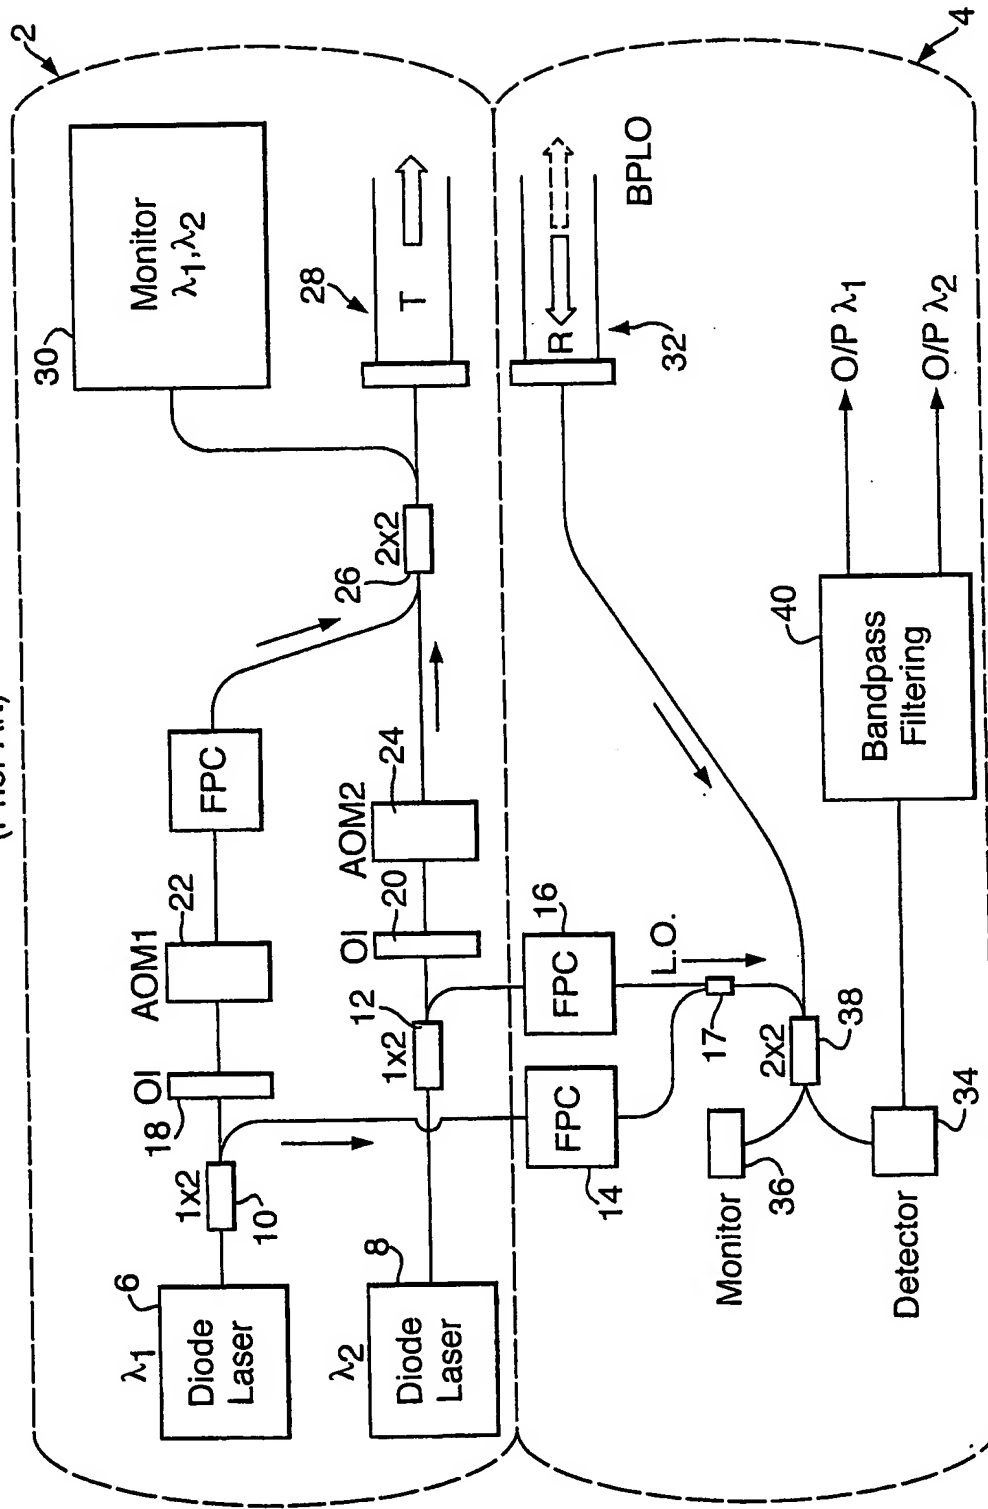 (Prior Art)
2
30
Monitor
λ1,λ2
28
T
26
2x2
FPC
AOM1
22
OI
18
1x2
10
λ1
6
Diode
Laser
AOM2
24
OI
20
12
1x2
λ2
8
Diode
Laser
4
R
BPLO
32
16
FPC
14
FPC
L.O.
17
2x2
38
Monitor
36
34
Detector
40
Bandpass
Filtering
O/P λ1
O/P λ2